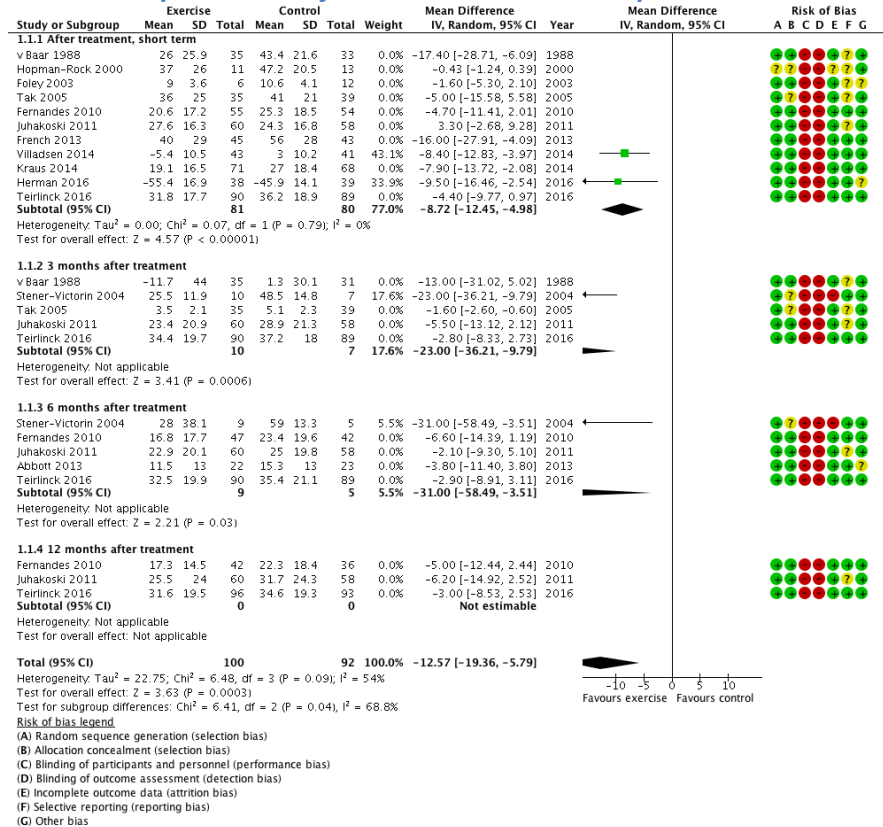 Exercise Control Mean Difference Mean Difference Risk of Bias
Study or Subgroup Mean SD Total Mean SD Total Weight IV, Random, 95% CI Year IV, Random, 95% CI A B C D E F G
1.1.1 After treatment, short term
v Baar 1988 26 25.9 35 43.4 21.6 33 0.0% -17.40 [-28.71, -6.09] 1988 + + - - + ? +
Hopman-Rock 2000 37 26 11 47.2 20.5 13 0.0% -0.43 [-1.24, 0.39] 2000 ? ? - - ? ? +
Foley 2003 9 3.6 6 10.6 4.1 12 0.0% -1.60 [-5.30, 2.10] 2003 + + - - + ? ?
Tak 2005 36 25 35 41 21 39 0.0% -5.00 [-15.58, 5.58] 2005 + ? - - + ? +
Fernandes 2010 20.6 17.2 55 25.3 18.5 54 0.0% -4.70 [-11.41, 2.01] 2010 + + - - + + +
Juhakoski 2011 27.6 16.3 60 24.3 16.8 58 0.0% 3.30 [-2.68, 9.28] 2011 + + - - + ? +
French 2013 40 29 45 56 28 43 0.0% -16.00 [-27.91, -4.09] 2013 + + - - + + +
Villadsen 2014 -5.4 10.5 43 3 10.2 41 43.1% -8.40 [-12.83, -3.97] 2014 + + - - + + +
Kraus 2014 19.1 16.5 71 27 18.4 68 0.0% -7.90 [-13.72, -2.08] 2014 + + - - + + +
Herman 2016 -55.4 16.9 38 -45.9 14.1 39 33.9% -9.50 [-16.46, -2.54] 2016 + + - - + + ?
Teirlinck 2016 31.8 17.7 90 36.2 18.9 89 0.0% -4.40 [-9.77, 0.97] 2016 + + - - + + +
Subtotal (95% CI) 81 80 77.0% -8.72 [-12.45, -4.98]
Heterogeneity: Tau² = 0.00; Chi² = 0.07, df = 1 (P = 0.79); I² = 0%
Test for overall effect: Z = 4.57 (P < 0.00001)
1.1.2 3 months after treatment
v Baar 1988 -11.7 44 35 1.3 30.1 31 0.0% -13.00 [-31.02, 5.02] 1988 + + - - + ? +
Stener-Victorin 2004 25.5 11.9 10 48.5 14.8 7 17.6% -23.00 [-36.21, -9.79] 2004 + ? - - - + +
Tak 2005 3.5 2.1 35 5.1 2.3 39 0.0% -1.60 [-2.60, -0.60] 2005 + ? - - + ? +
Juhakoski 2011 23.4 20.9 60 28.9 21.3 58 0.0% -5.50 [-13.12, 2.12] 2011 + + - - + ? +
Teirlinck 2016 34.4 19.7 90 37.2 18 89 0.0% -2.80 [-8.33, 2.73] 2016 + + - - + + +
Subtotal (95% CI) 10 7 17.6% -23.00 [-36.21, -9.79]
Heterogeneity: Not applicable
Test for overall effect: Z = 3.41 (P = 0.0006)
1.1.3 6 months after treatment
Stener-Victorin 2004 28 38.1 9 59 13.3 5 5.5% -31.00 [-58.49, -3.51] 2004 + ? - - - + +
Fernandes 2010 16.8 17.7 47 23.4 19.6 42 0.0% -6.60 [-14.39, 1.19] 2010 + + - - + + +
Juhakoski 2011 22.9 20.1 60 25 19.8 58 0.0% -2.10 [-9.30, 5.10] 2011 + + - - + ? +
Abbott 2013 11.5 13 22 15.3 13 23 0.0% -3.80 [-11.40, 3.80] 2013 + + - - + + ?
Teirlinck 2016 32.5 19.9 90 35.4 21.1 89 0.0% -2.90 [-8.91, 3.11] 2016 + + - - + + +
Subtotal (95% CI) 9 5 5.5% -31.00 [-58.49, -3.51]
Heterogeneity: Not applicable
Test for overall effect: Z = 2.21 (P = 0.03)
1.1.4 12 months after treatment
Fernandes 2010 17.3 14.5 42 22.3 18.4 36 0.0% -5.00 [-12.44, 2.44] 2010 + + - - + + +
Juhakoski 2011 25.5 24 60 31.7 24.3 58 0.0% -6.20 [-14.92, 2.52] 2011 + + - - + ? +
Teirlinck 2016 31.6 19.5 96 34.6 19.3 93 0.0% -3.00 [-8.53, 2.53] 2016 + + - - + + +
Subtotal (95% CI) 0 0 Not estimable
Heterogeneity: Not applicable
Test for overall effect: Not applicable
Total (95% CI) 100 92 100.0% -12.57 [-19.36, -5.79]
Heterogeneity: Tau² = 22.75; Chi² = 6.48, df = 3 (P = 0.09); I² = 54%
-10 -5 0 5 10
Test for overall effect: Z = 3.63 (P = 0.0003)
Favours exercise Favours control
Test for subgroup differences: Chi² = 6.41, df = 2 (P = 0.04), I² = 68.8%
Risk of bias legend
(A) Random sequence generation (selection bias)
(B) Allocation concealment (selection bias)
(C) Blinding of participants and personnel (performance bias)
(D) Blinding of outcome assessment (detection bias)
(E) Incomplete outcome data (attrition bias)
(F) Selective reporting (reporting bias)
(G) Other bias